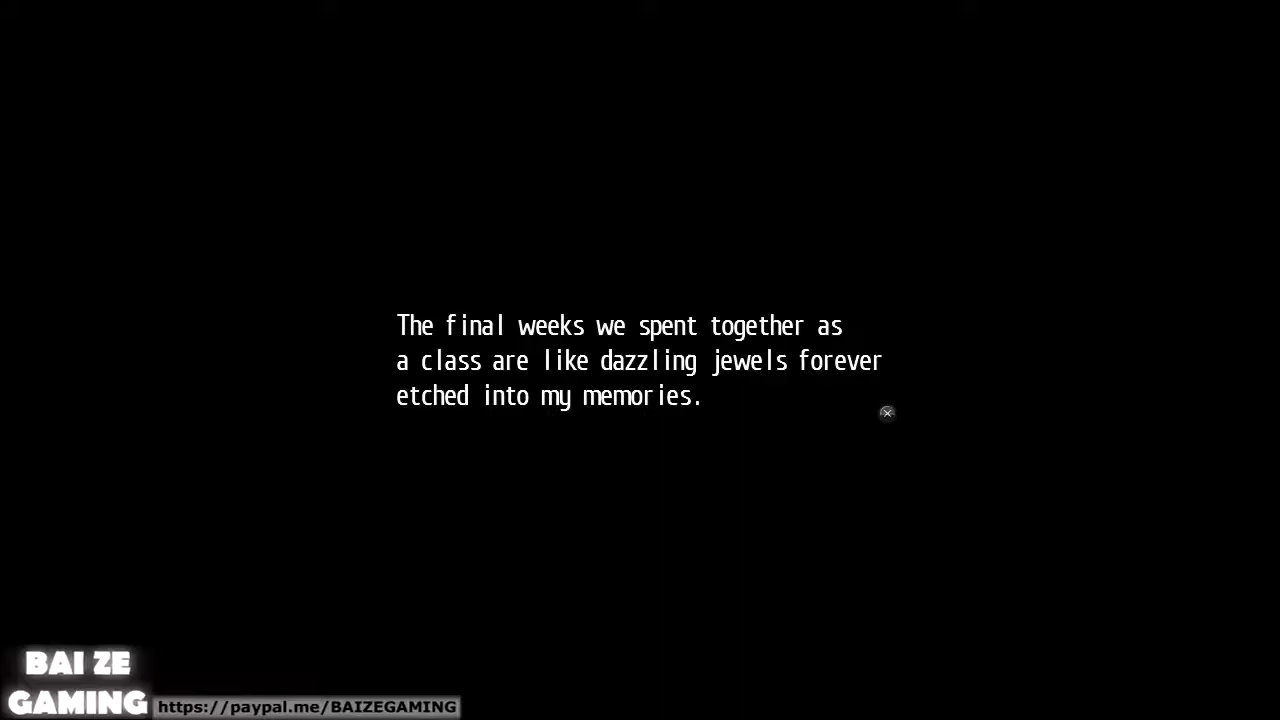 The final weeks we spent together as
a class are like dazzling jewels forever
etched into my memories.
BAI ZE
GAMING
https://paypal.me/BAIZEGAMING